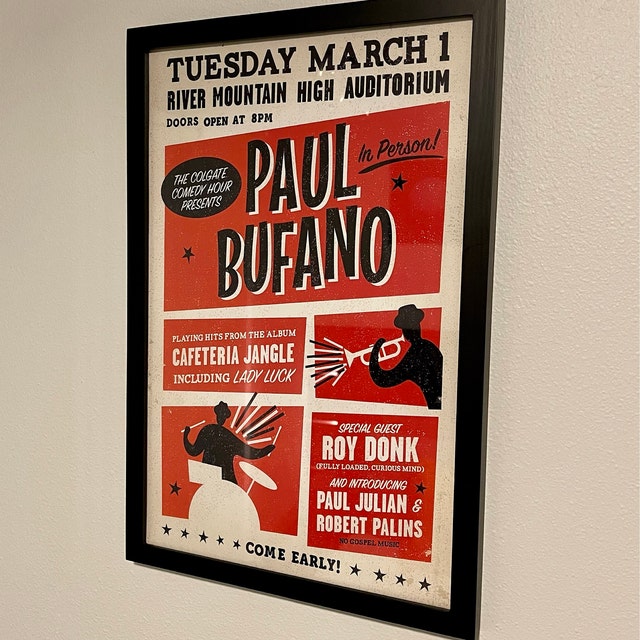 TUESDAY MARCH 1
RIVER MOUNTAIN HIGH AUDITORIUM
DOORS OPEN AT 8PM
THE COLGATE
COMEDY HOUR
PRESENTS
In Person!
PAUL
BUFANO
PLAYING HITS FROM THE ALBUM
CAFETERIA JANGLE
INCLUDING LADY LUCK
SPECIAL GUEST
ROY DONK
(FULLY LOADED, CURIOUS MIND)
AND INTRODUCING
PAUL JULIAN &
ROBERT PALINS
NO GOSPEL MUSIC
COME EARLY!